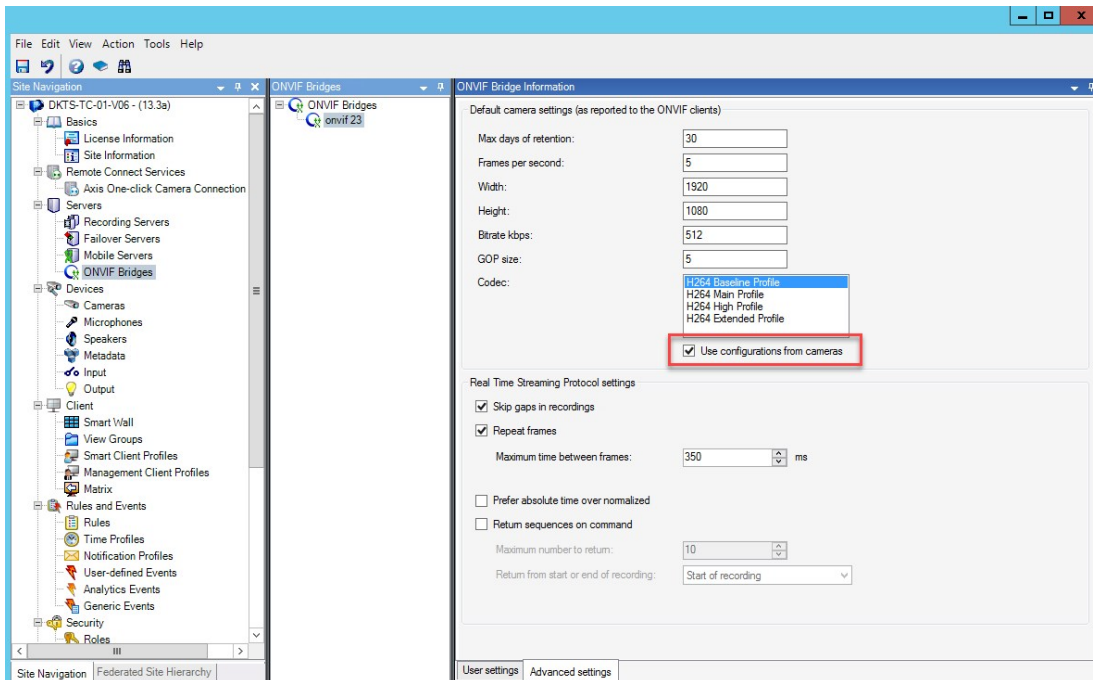 File Edit View Action Tools Help
Site Navigation
DKTS-TC-01-V06 - (13.3a)
Basics
License Information
Site Information
Remote Connect Services
Axis One-click Camera Connection
Servers
Recording Servers
Failover Servers
Mobile Servers
ONVIF Bridges
Devices
Cameras
Microphones
Speakers
Metadata
Input
Output
Client
Smart Wall
View Groups
Smart Client Profiles
Management Client Profiles
Matrix
Rules and Events
Rules
Time Profiles
Notification Profiles
User-defined Events
Analytics Events
Generic Events
Security
Roles
Site Navigation
Federated Site Hierarchy
ONVIF Bridges
ONVIF Bridges
onvif 23
ONVIF Bridge Information
Default camera settings (as reported to the ONVIF clients)
Max days of retention: 30
Frames per second: 5
Width: 1920
Height: 1080
Bitrate kbps: 512
GOP size: 5
Codec: H264 Baseline Profile
H264 Main Profile
H264 High Profile
H264 Extended Profile
Use configurations from cameras
Real Time Streaming Protocol settings
Skip gaps in recordings
Repeat frames
Maximum time between frames: 350 ms
Prefer absolute time over normalized
Return sequences on command
Maximum number to return: 10
Return from start or end of recording: Start of recording
User settings
Advanced settings